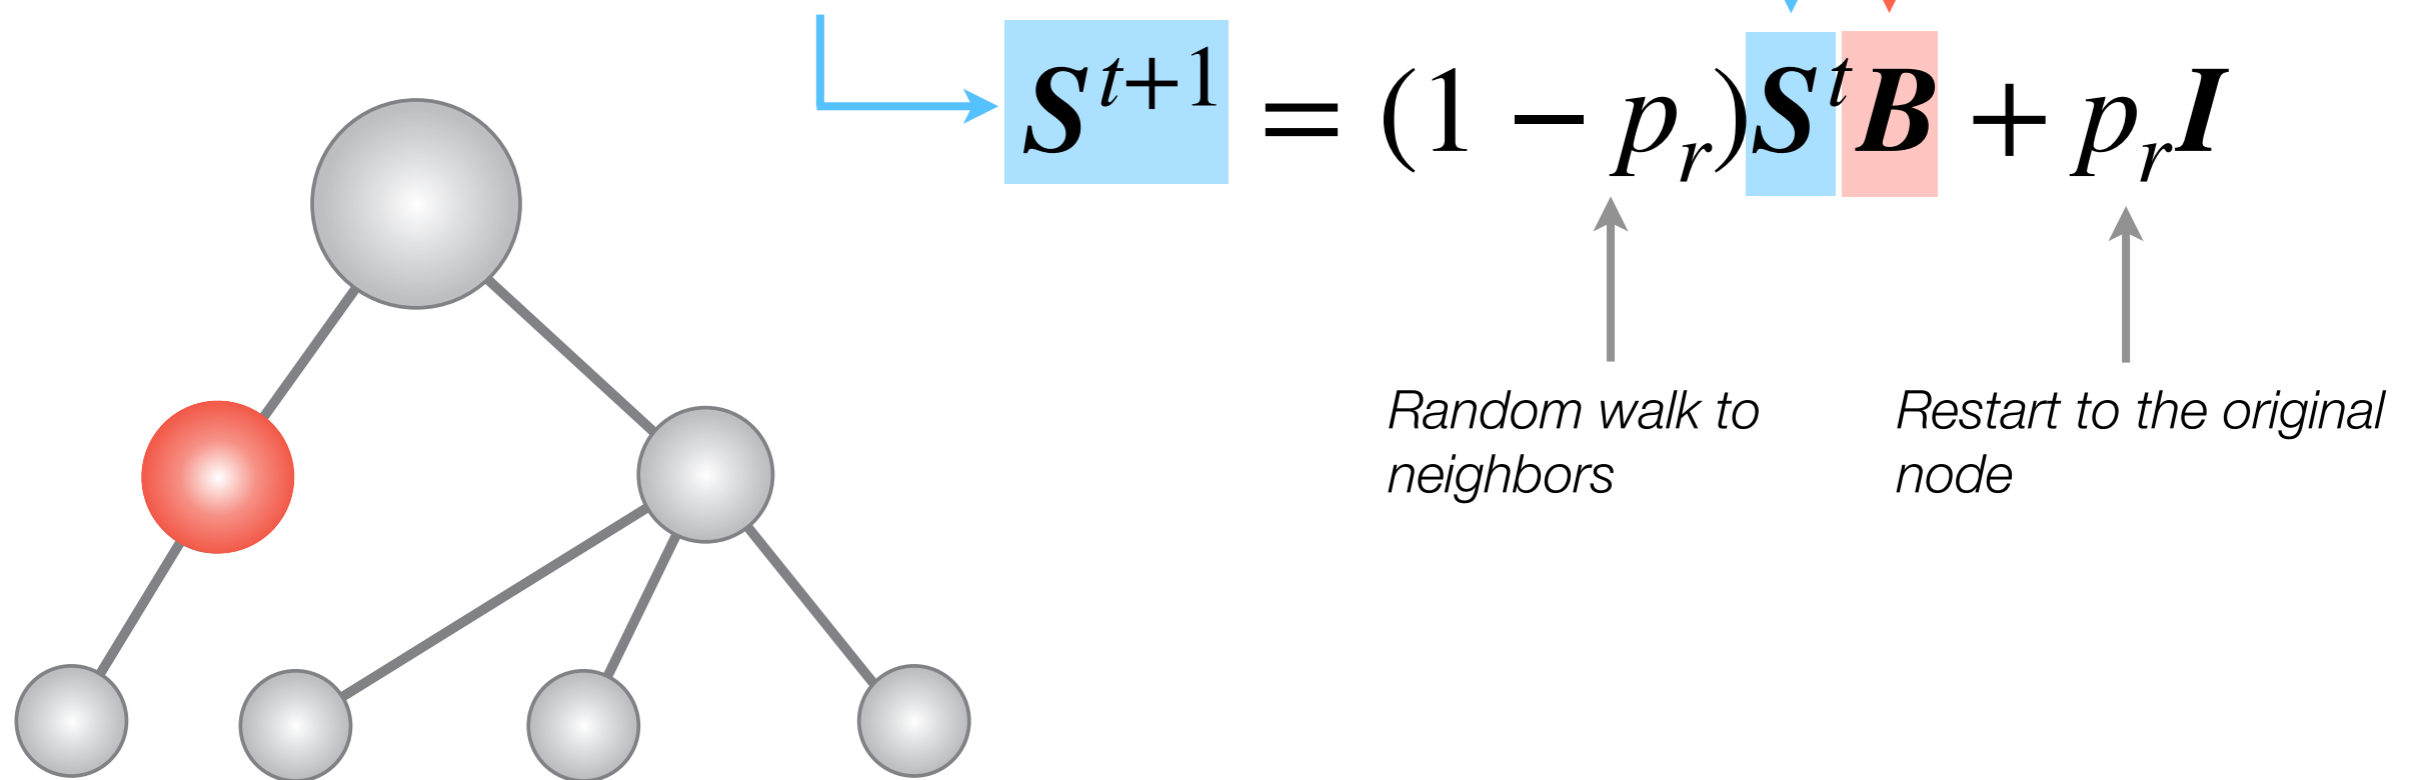 S^{t+1} = (1 − p_r)S^t B + p_r I
Random walk to
neighbors
Restart to the original
node